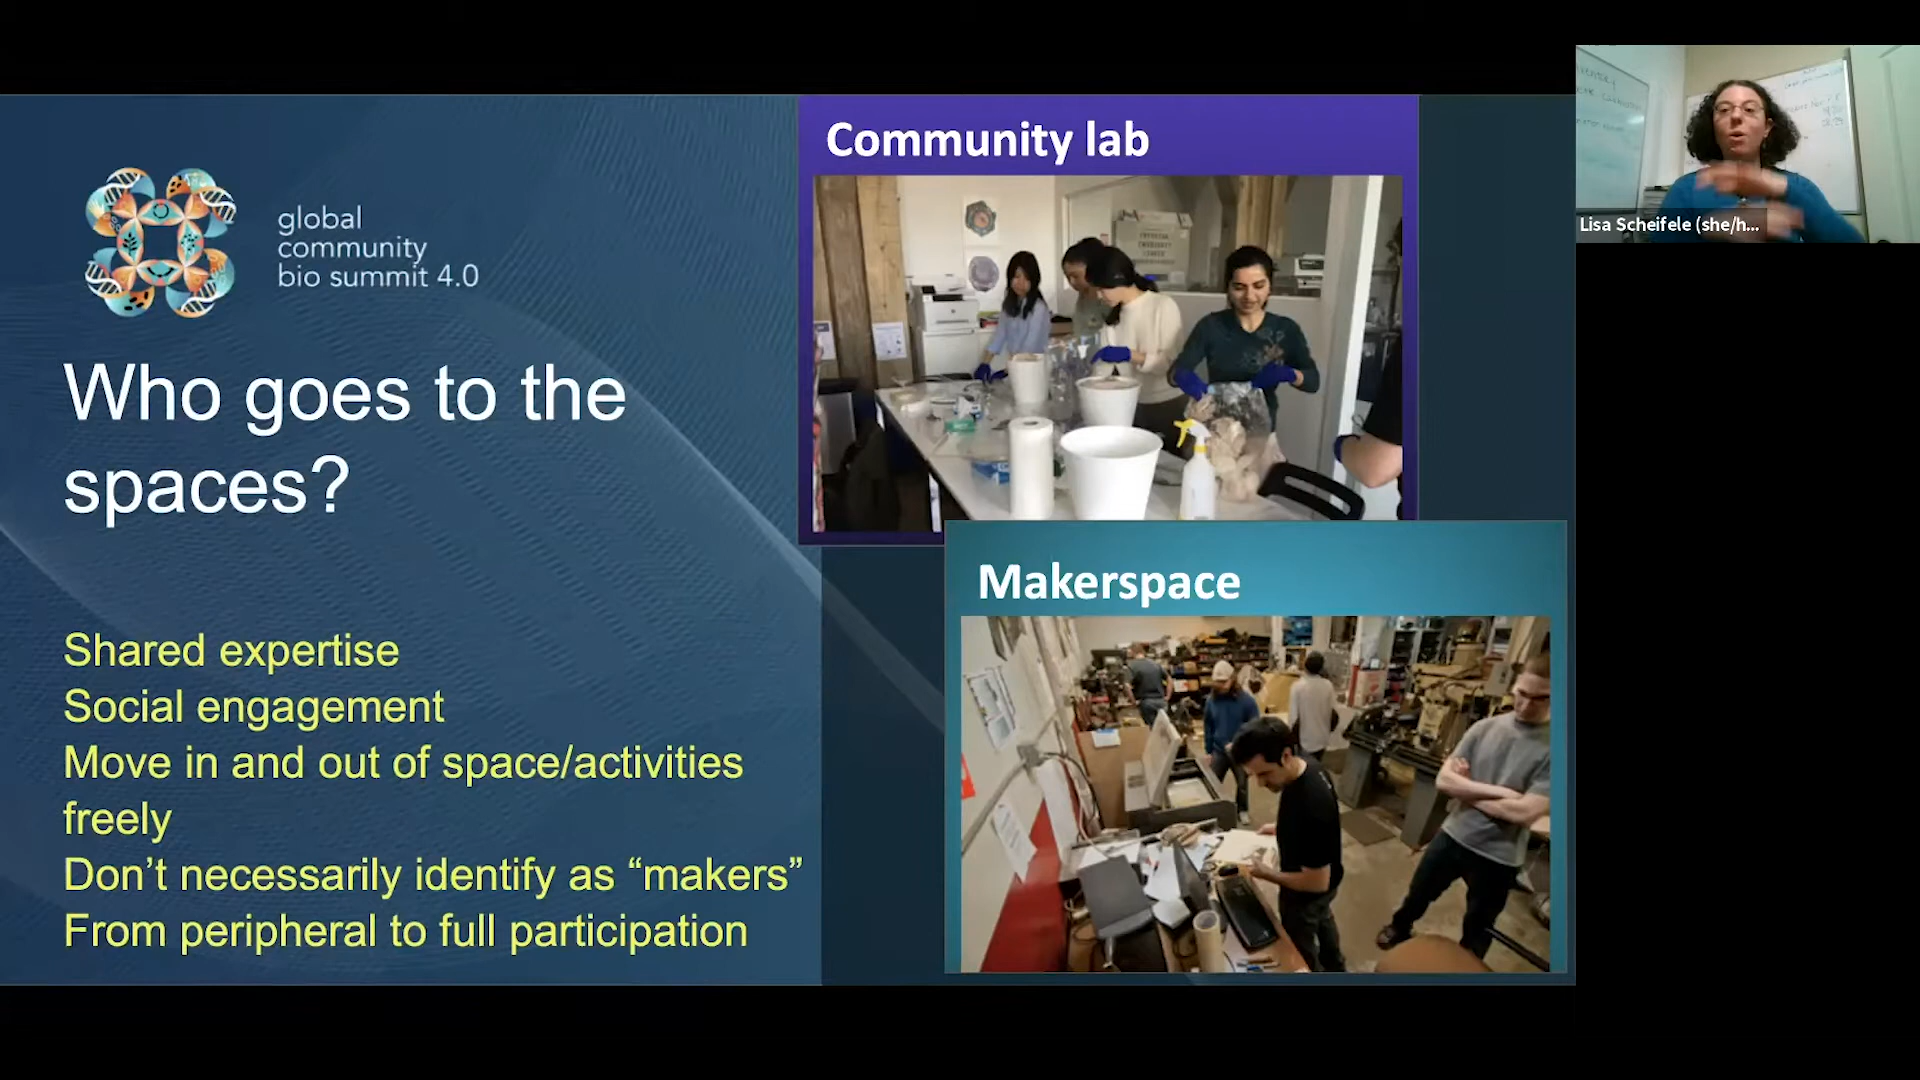 global
community
bio summit 4.0
Who goes to the
spaces?
Shared expertise
Social engagement
Move in and out of space/activities
freely
Don’t necessarily identify as “makers”
From peripheral to full participation
Community lab
Makerspace
Lisa Scheifele (she/h...